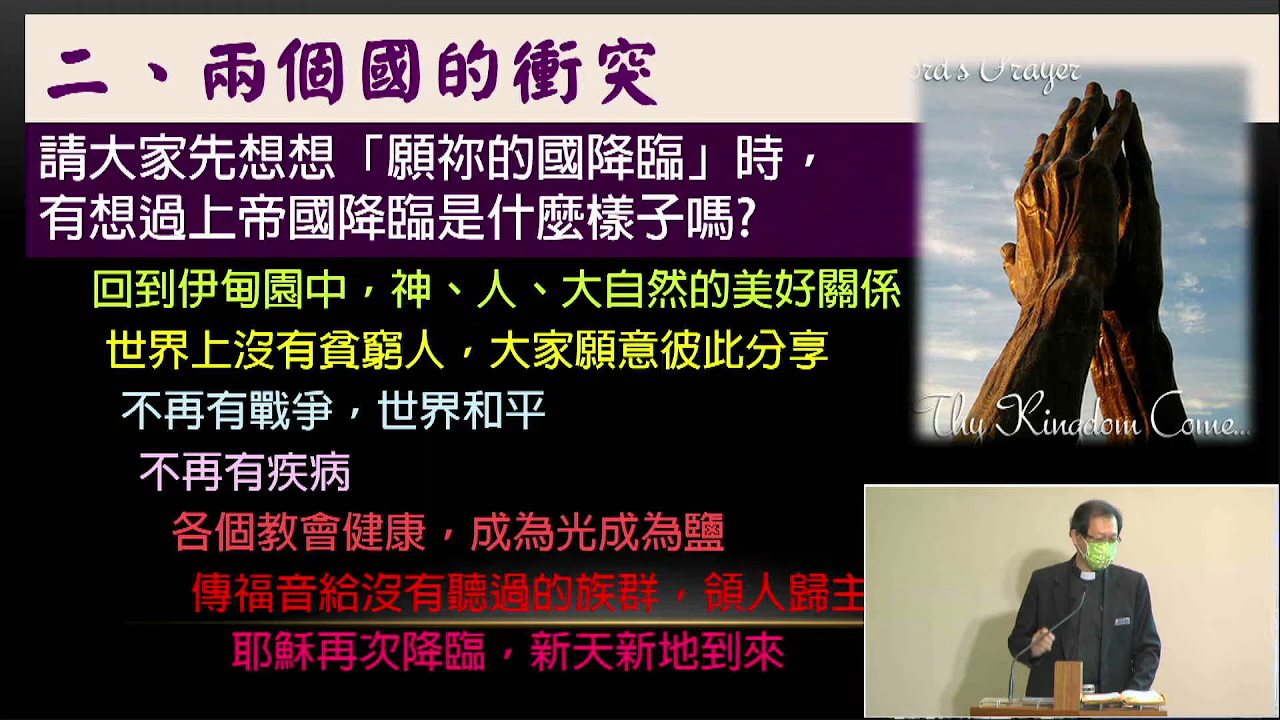 二、兩個國的衝突
請大家先想想「願祢的國降臨」時，
有想過上帝國降臨是什麼樣子嗎?
回到伊甸園中，神、人、大自然的美好關係
世界上沒有貧窮人，大家願意彼此分享
不再有戰爭，世界和平
不再有疾病
各個教會健康，成為光成為鹽
傳福音給沒有聽過的族群，領人歸主
耶穌再次降臨，新天新地到來
Prayer
Thy Kingdom Come...